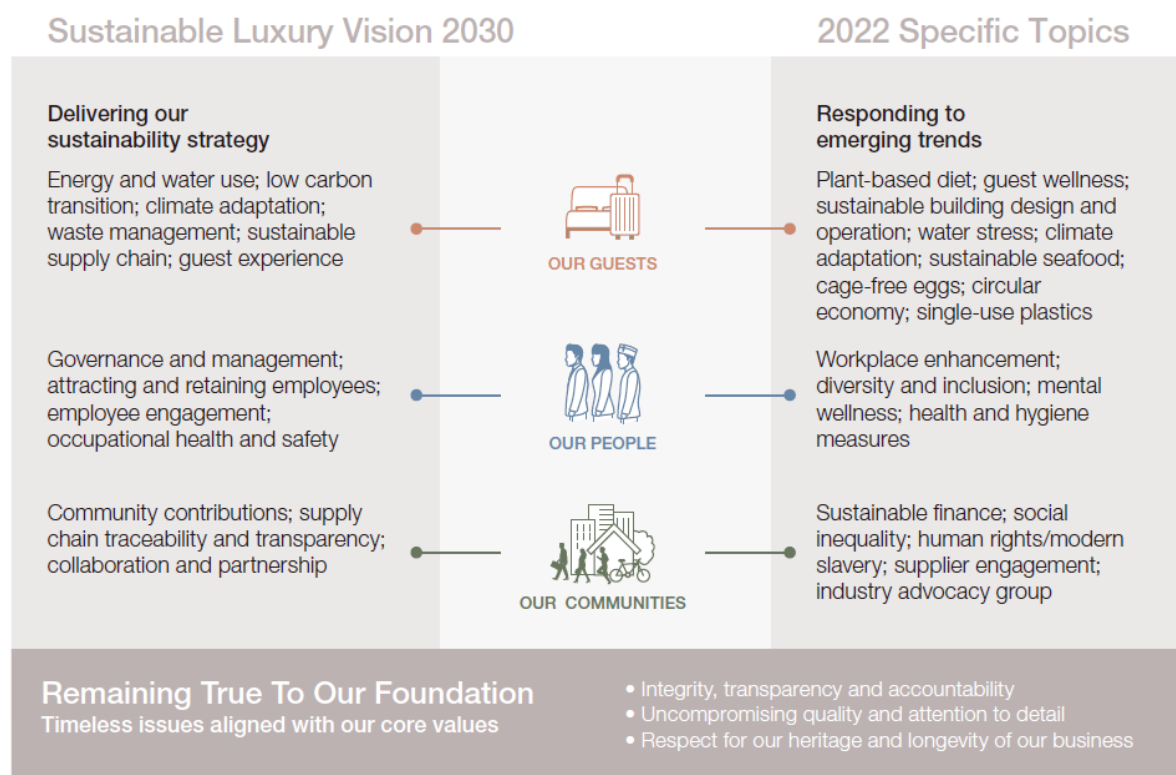 Sustainable Luxury Vision 2030
2022 Specific Topics
Delivering our
sustainability strategy
Energy and water use; low carbon
transition; climate adaptation;
waste management; sustainable
supply chain; guest experience
OUR GUESTS
Responding to
emerging trends
Plant-based diet; guest wellness;
sustainable building design and
operation; water stress; climate
adaptation; sustainable seafood;
cage-free eggs; circular
economy; single-use plastics
Governance and management;
attracting and retaining employees;
employee engagement;
occupational health and safety
OUR PEOPLE
Workplace enhancement;
diversity and inclusion; mental
wellness; health and hygiene
measures
Community contributions; supply
chain traceability and transparency;
collaboration and partnership
OUR COMMUNITIES
Sustainable finance; social
inequality; human rights/modern
slavery; supplier engagement;
industry advocacy group
Remaining True To Our Foundation
Timeless issues aligned with our core values
• Integrity, transparency and accountability
• Uncompromising quality and attention to detail
• Respect for our heritage and longevity of our business